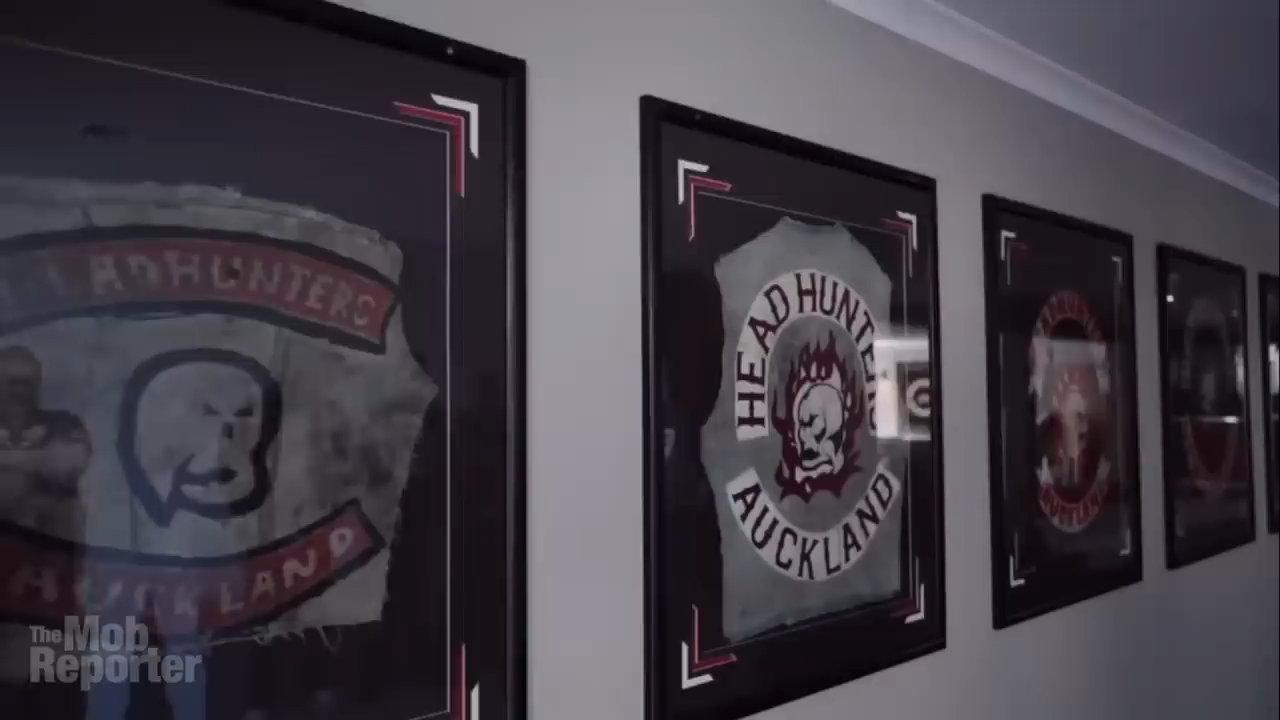 HEADHUNTERS
AUCKLAND
HEAD HUNTERS
AUCKLAND
The Mob
Reporter